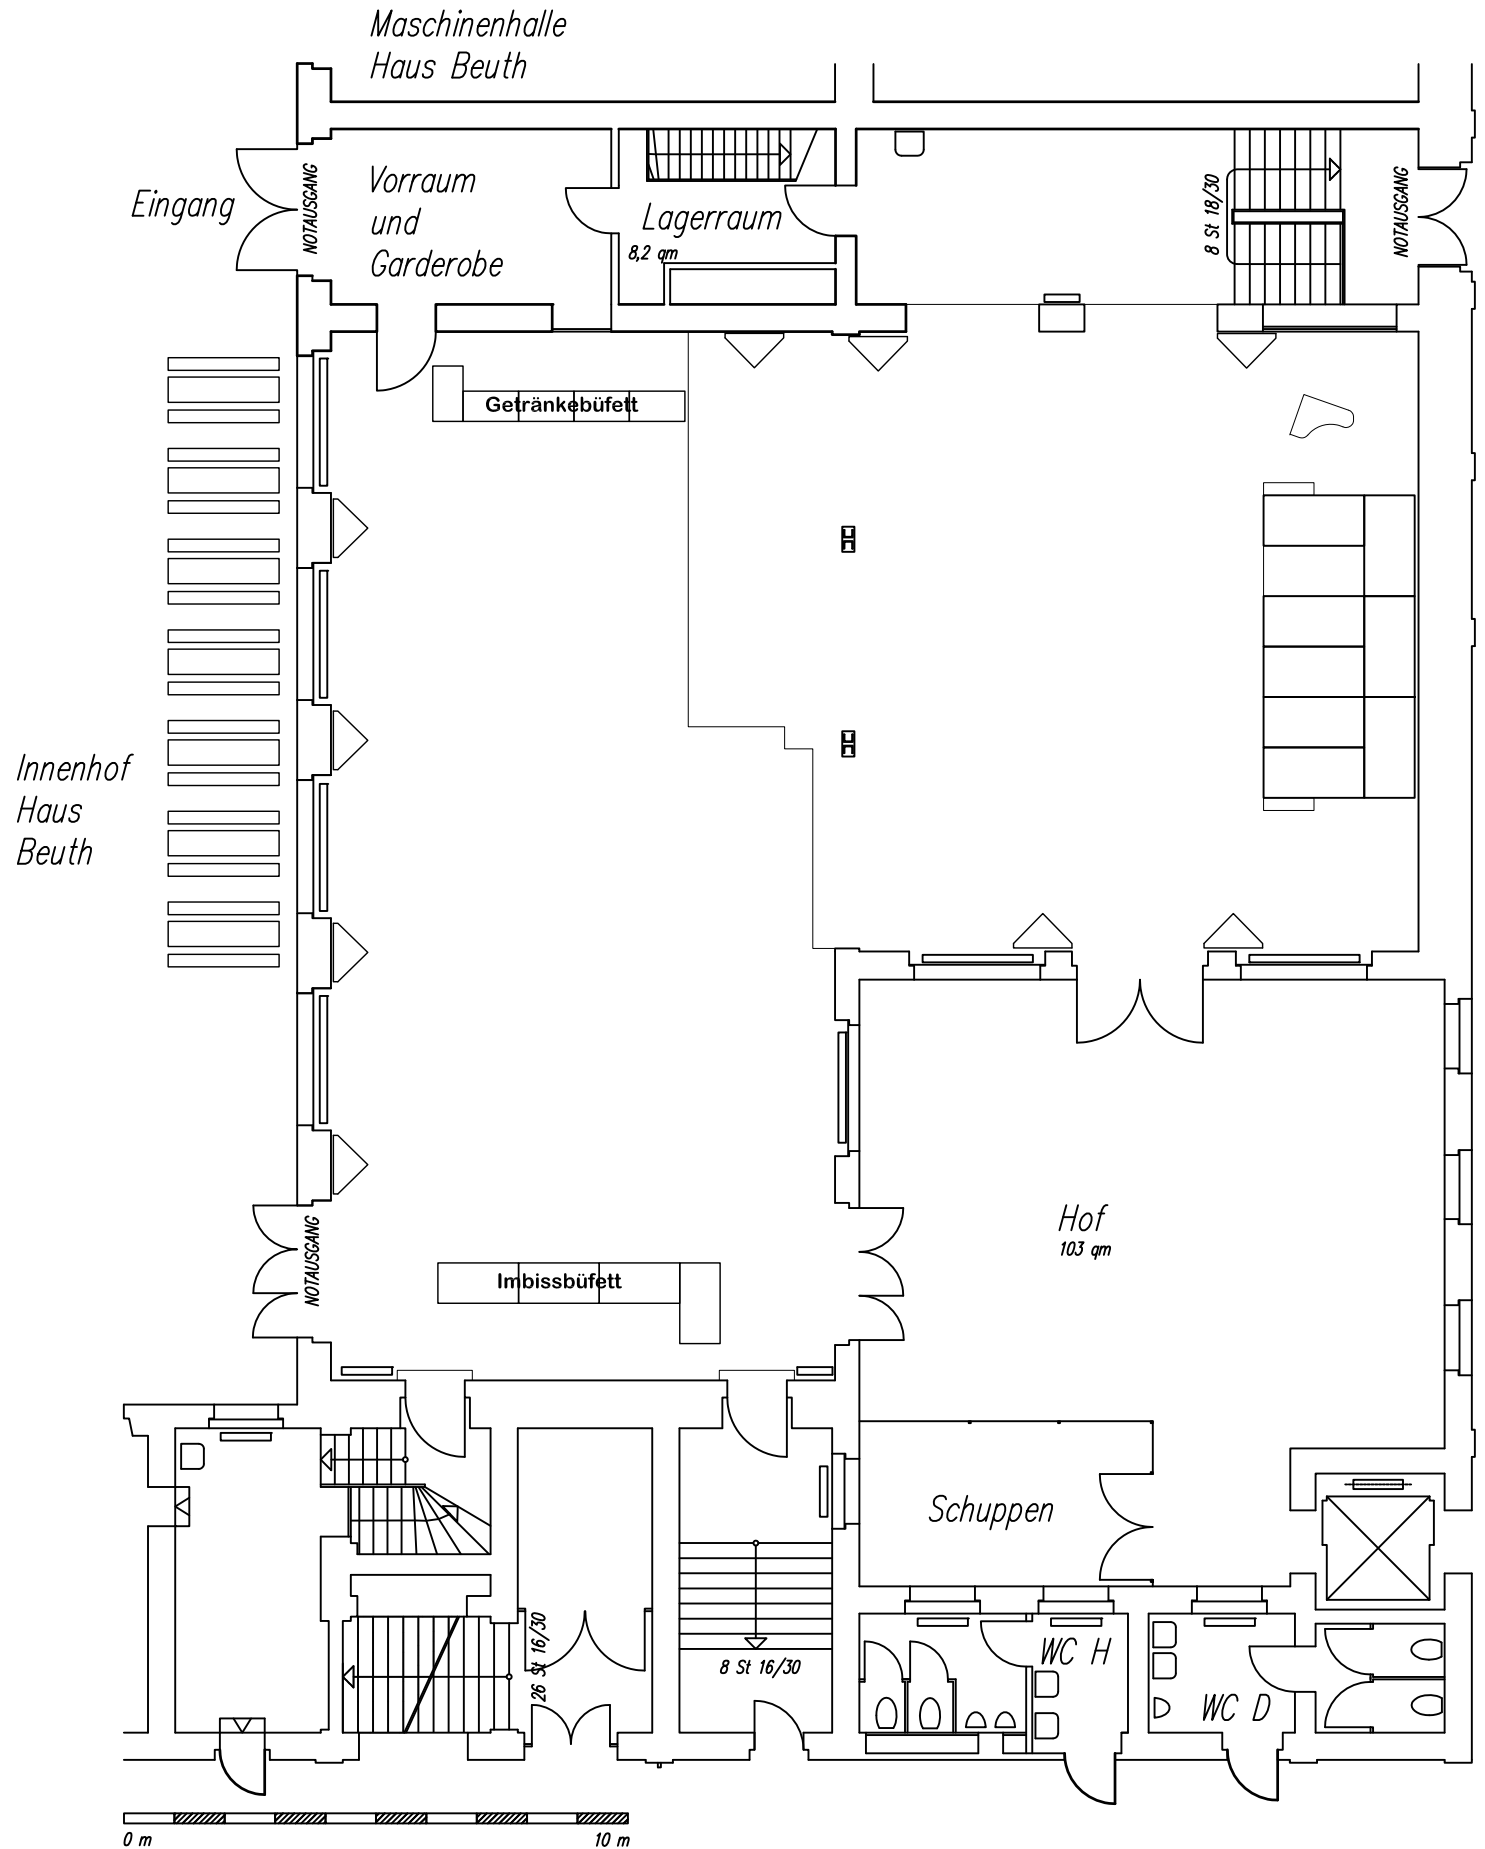 Maschinenhalle
Haus Beuth
Eingang
NOTAUSGANG
Vorraum
und
Garderobe
Lagerraum
8,2 qm
8 St 18/30
NOTAUSGANG
Getränkebüfett
Innenhof
Haus
Beuth
Hof
103 qm
NOTAUSGANG
Imbissbüfett
Schuppen
26 St 16/30
8 St 16/30
WC H
WC D
0 m
10 m